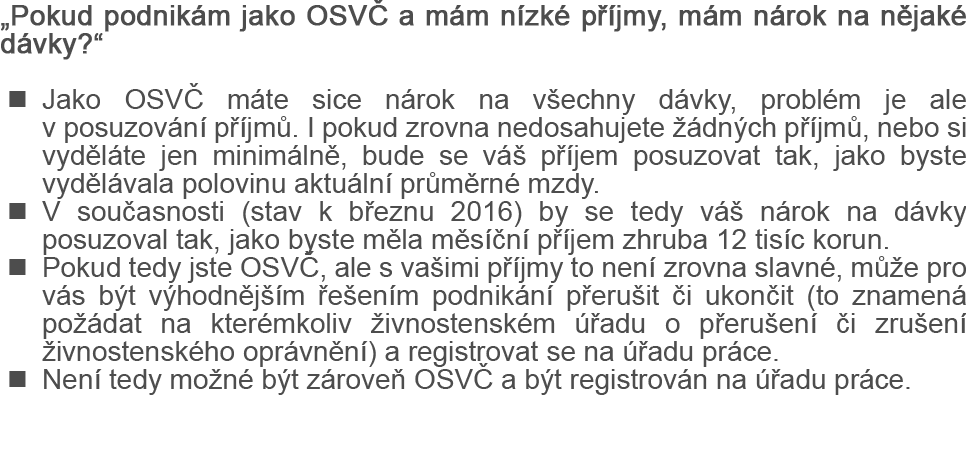 „Pokud podnikám jako OSVČ a mám nízké příjmy, mám nárok na nějaké
dávky?“
■ Jako OSVČ máte sice nárok na všechny dávky, problém je ale
v posuzování příjmů. I pokud zrovna nedosahujete žádných příjmů, nebo si
vyděláte jen minimálně, bude se váš příjem posuzovat tak, jako byste
vydělávala polovinu aktuální průměrné mzdy.
■ V současnosti (stav k březnu 2016) by se tedy váš nárok na dávky
posuzoval tak, jako byste měla měsíční příjem zhruba 12 tisíc korun.
■ Pokud tedy jste OSVČ, ale s vašimi příjmy to není zrovna slavné, může pro
vás být výhodnějším řešením podnikání přerušit či ukončit (to znamená
požádat na kterémkoliv živnostenském úřadu o přerušení či zrušení
živnostenského oprávnění) a registrovat se na úřadu práce.
■ Není tedy možné být zároveň OSVČ a být registrován na úřadu práce.